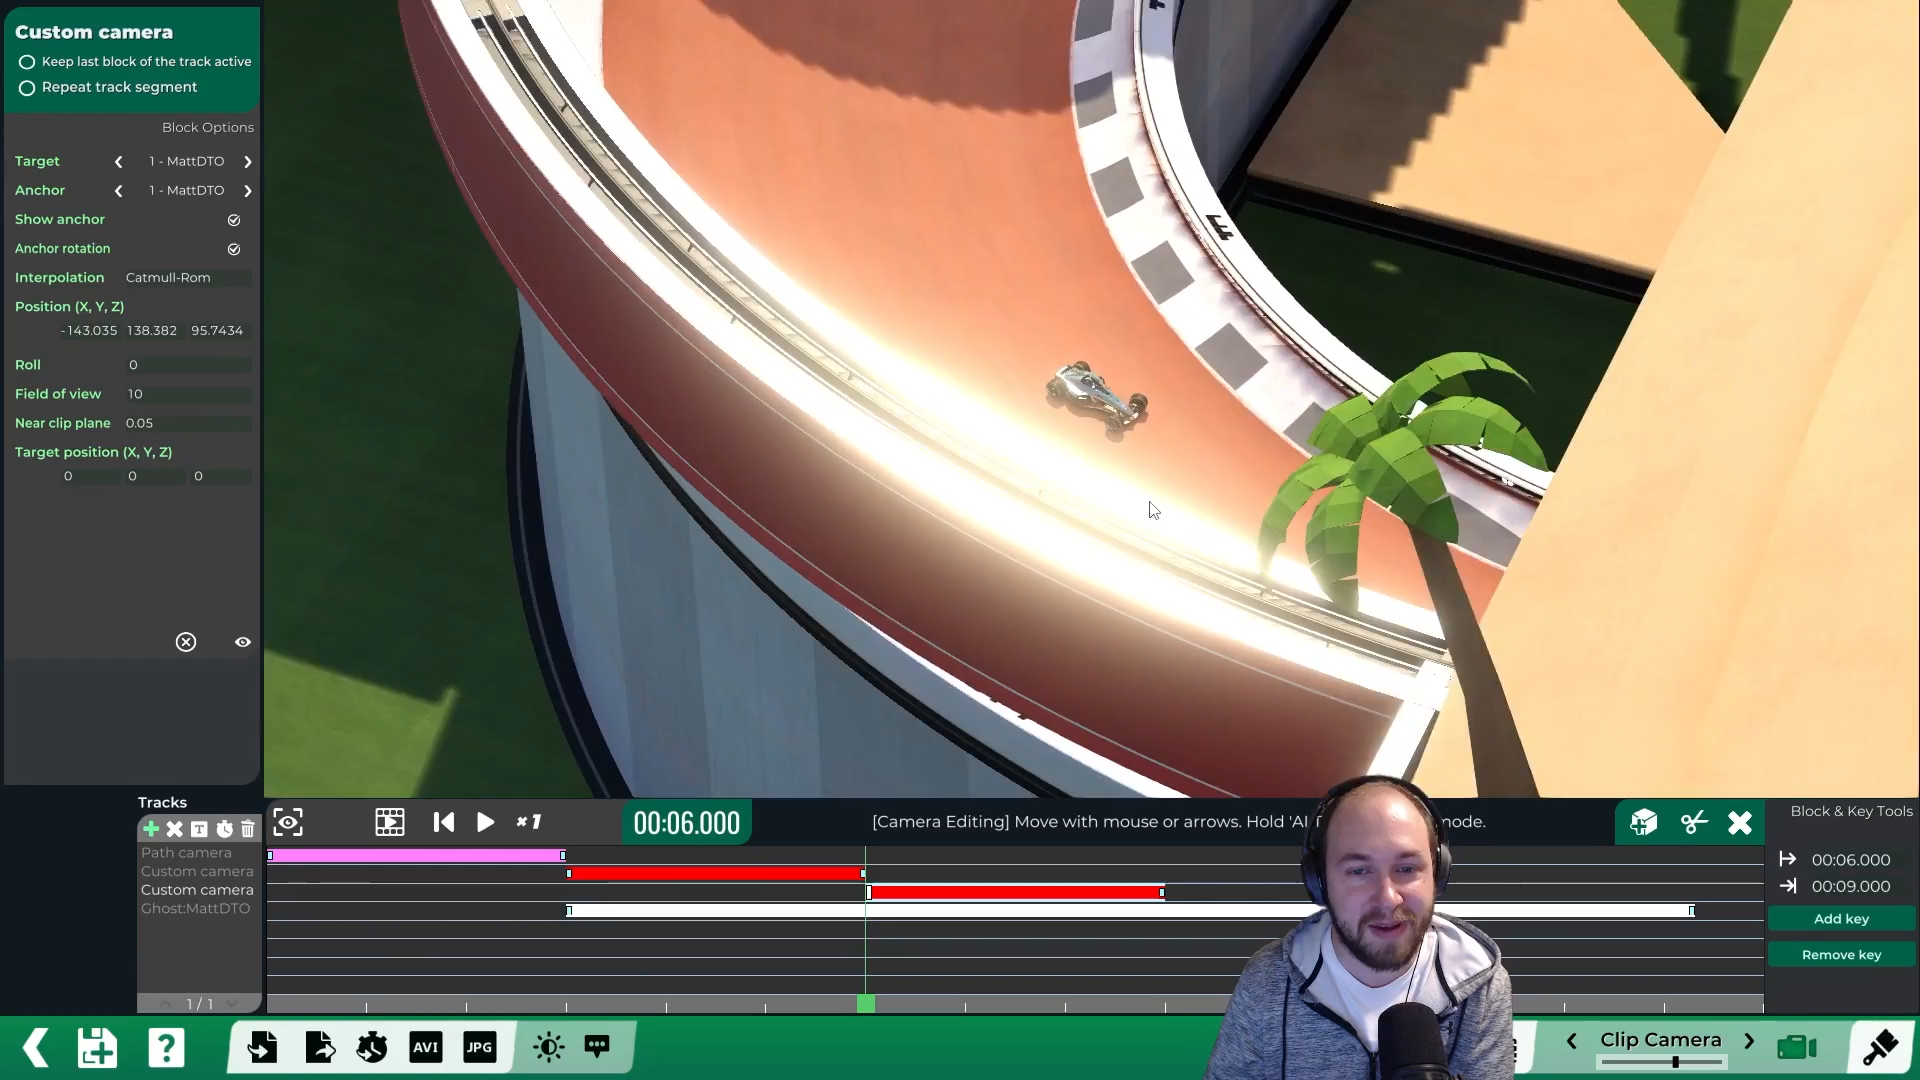 Custom camera
Keep last block of the track active
Repeat track segment
Block Options
Target 1 - MattDTO
Anchor 1 - MattDTO
Show anchor
Anchor rotation
Interpolation Catmull-Rom
Position (X, Y, Z)
-143.035 138.382 95.7434
Roll 0
Field of view 10
Near clip plane 0.05
Target position (X, Y, Z)
0 0 0
Tracks
T
Path camera
Custom camera
Custom camera
Ghost:MattDTO
1 / 1
×1
00:06.000
[Camera Editing] Move with mouse or arrows. Hold mode.
Block & Key Tools
00:06.000
00:09.000
Add key
Remove key
?
AVI
JPG
Clip Camera